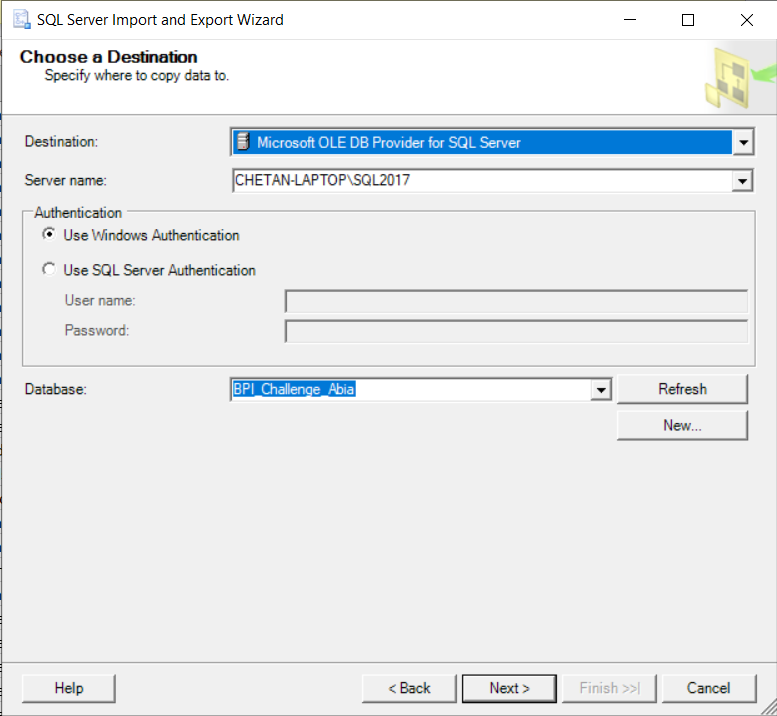 SQL Server Import and Export Wizard
Choose a Destination
Specify where to copy data to.
Destination: Microsoft OLE DB Provider for SQL Server
Server name: CHETAN-LAPTOP\SQL2017
Authentication
Use Windows Authentication
Use SQL Server Authentication
User name:
Password:
Database: BPI_Challenge_Abia Refresh
New...
Help < Back Next > Finish >>| Cancel